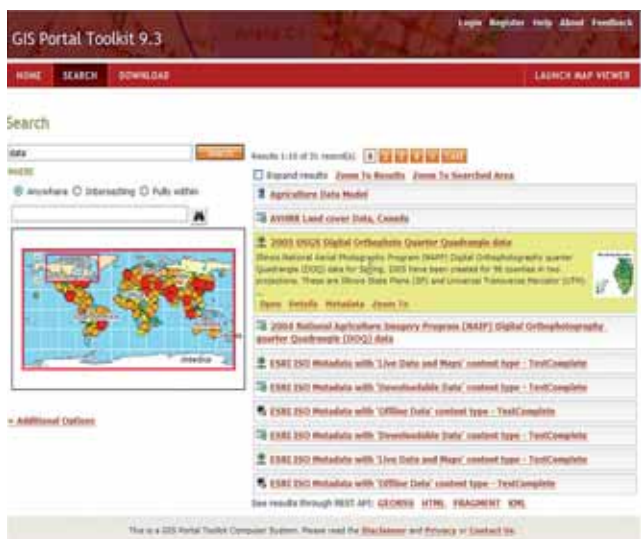 Login Register Help About Feedback
GIS Portal Toolkit 9.3
HOME SEARCH DOWNLOAD LAUNCH MAP VIEWER
Search
data
Search
WHERE
Anywhere Intersecting Fully within
Results 1-10 of 51 record(s) 1 2 3 4 5 Last
Expand results Zoom To Results Zoom To Searched Area
Agriculture Data Model
AVHRR Land cover Data, Canada
2005 USGS Digital Orthophoto Quarter Quadrangle data
Illinois National Aerial Photography Program (NAPP) Digital Orthophotography quarter
Quadrangle (DOQ) data for Spring, 2005 have been created for 96 counties in two
projections. These are Illinois State Plane (SP) and Universal Transverse Mercator (UTM).
...
Open Details Metadata Zoom To
2004 National Agriculture Imagery Program (NAIP) Digital Orthophotography
quarter Quadrangle (DOQ) data
ESRI ISO Metadata with 'Live Data and Maps' content type - TestComplete
ESRI ISO Metadata with 'Downloadable Data' content type - TestComplete
ESRI ISO Metadata with 'Offline Data' content type - TestComplete
ESRI ISO Metadata with 'Downloadable Data' content type - TestComplete
ESRI ISO Metadata with 'Live Data and Maps' content type - TestComplete
ESRI ISO Metadata with 'Offline Data' content type - TestComplete
+ Additional Options
See results through REST API: GEORSS HTML FRAGMENT KML
This is a GIS Portal Toolkit Computer System. Please read the Disclaimer and Privacy or Contact Us.